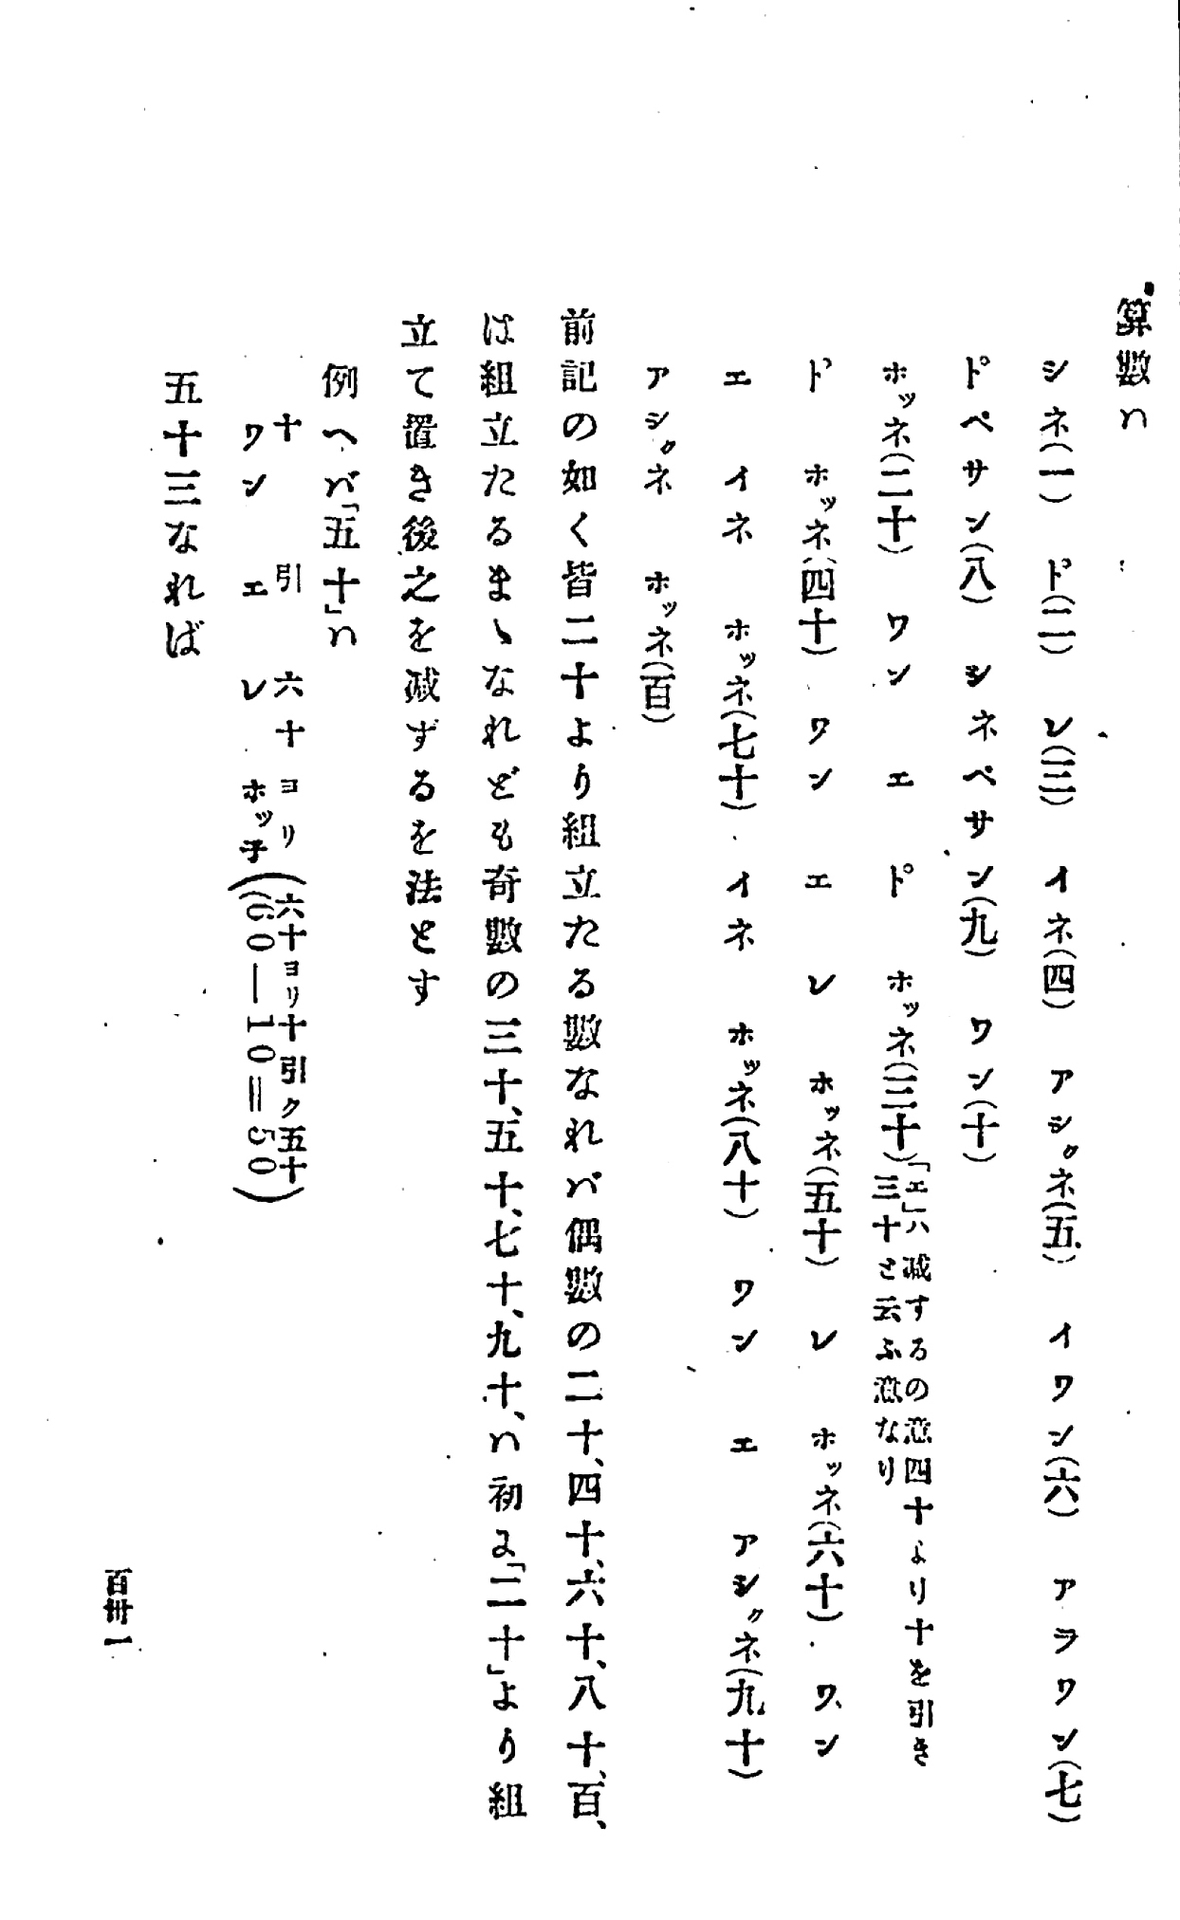 算數ハ
シネ(一)　ド(二)　レ(三)　イネ(四)　アシㇰネ(五)　イワン(六)　アラワン(七)
ドペサン(八)　シネペサン(九)　ワン(十)
ホッネ(二十)　ワン　エ　ド　ホッネ(三十)「エ」ハ减するの意四十より十を引き
三十と云ふ意なり
ド　ホッネ(四十)　ワン　エ　レ　ホッネ(五十)　レ　ホッネ(六十)　ワン
エ　イネ　ホッネ(七十)　イネ　ホッネ(八十)　ワン　エ　アシㇰネ(九十)
アシㇰネ　ホッネ(百)
前記の如く皆二十より組立たる數なれバ偶數の二十、四十、六十、八十、百、
は組立たるまゝなれども奇數の三十、五十、七十、九十、ハ初に「二十」より組
立て置き後之を减ずるを法とす
例へバ「五十」ハ
十　引　六十ヨリ
ワン　エ　レ　ホッ子
(六十ヨリ十引ク五十
(60—10=50)
五十三なれば
百卅一